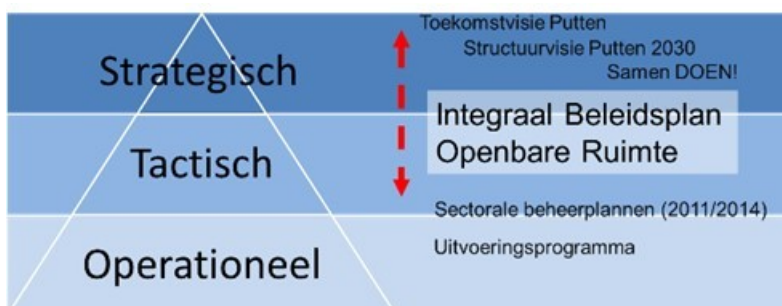 Toekomstvisie Putten
Structuurvisie Putten 2030
Samen DOEN!
Strategisch
Integraal Beleidsplan
Openbare Ruimte
Tactisch
Sectorale beheerplannen (2011/2014)
Uitvoeringsprogramma
Operationeel